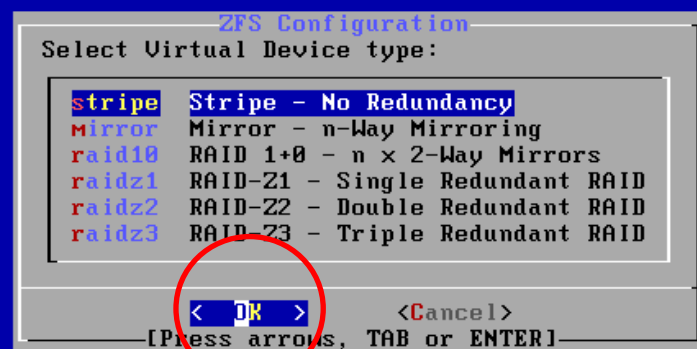 ZFS Configuration
Select Virtual Device type:
stripe Stripe - No Redundancy
mirror Mirror - n-Way Mirroring
raid10 RAID 1+0 - n x 2-Way Mirrors
raidz1 RAID-Z1 - Single Redundant RAID
raidz2 RAID-Z2 - Double Redundant RAID
raidz3 RAID-Z3 - Triple Redundant RAID
< OK > <Cancel>
[Press arrows, TAB or ENTER]